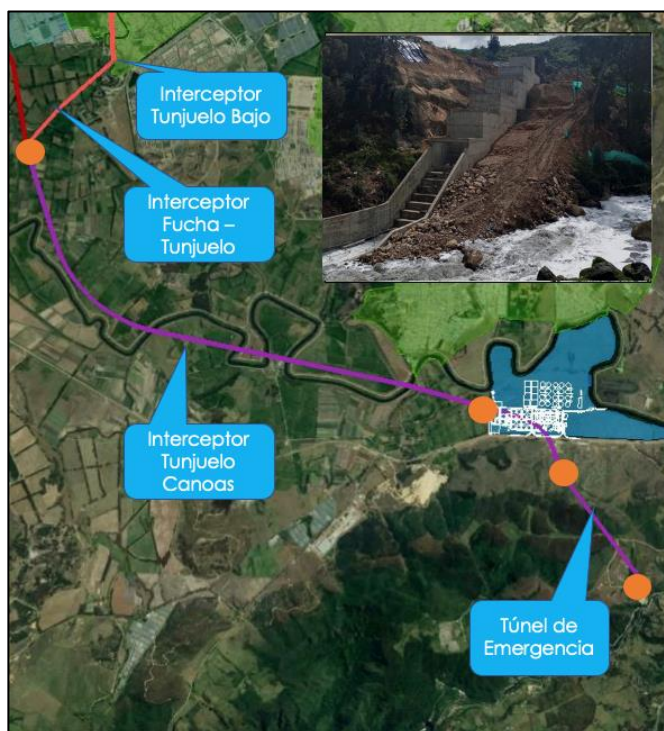 Interceptor
Tunjuelo Bajo
Interceptor
Fucha –
Tunjuelo
Interceptor
Tunjuelo
Canoas
Túnel de
Emergencia